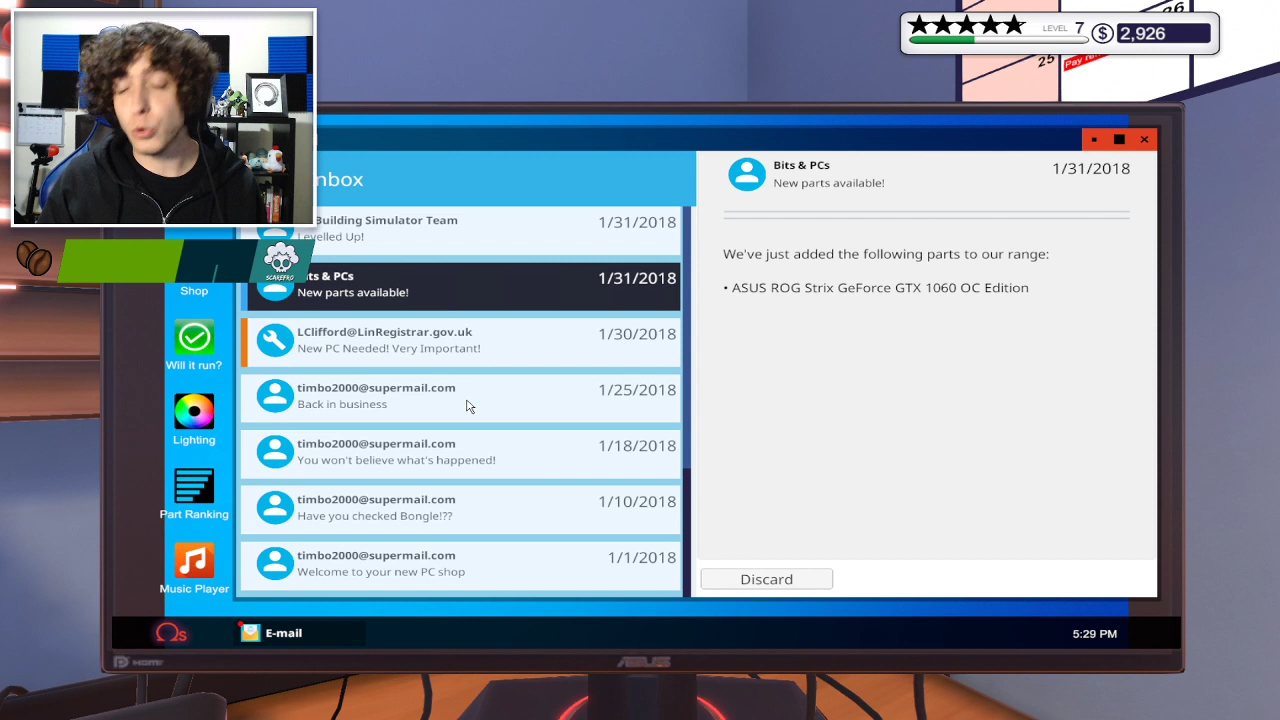 26
25
LEVEL 7
$ 2,926
nbox
Building Simulator Team
1/31/2018
Levelled Up!
ts & PCs
1/31/2018
New parts available!
LClifford@LinRegistrar.gov.uk
1/30/2018
New PC Needed! Very Important!
timbo2000@supermail.com
1/25/2018
Back in business
timbo2000@supermail.com
1/18/2018
You won't believe what's happened!
timbo2000@supermail.com
1/10/2018
Have you checked Bongle!??
timbo2000@supermail.com
1/1/2018
Welcome to your new PC shop
Bits & PCs
1/31/2018
New parts available!
We've just added the following parts to our range:
• ASUS ROG Strix GeForce GTX 1060 OC Edition
Discard
SCAREPRO
Shop
Will it run?
Lighting
Part Ranking
Music Player
Ωs
E-mail
5:29 PM
HDMI
ASUS